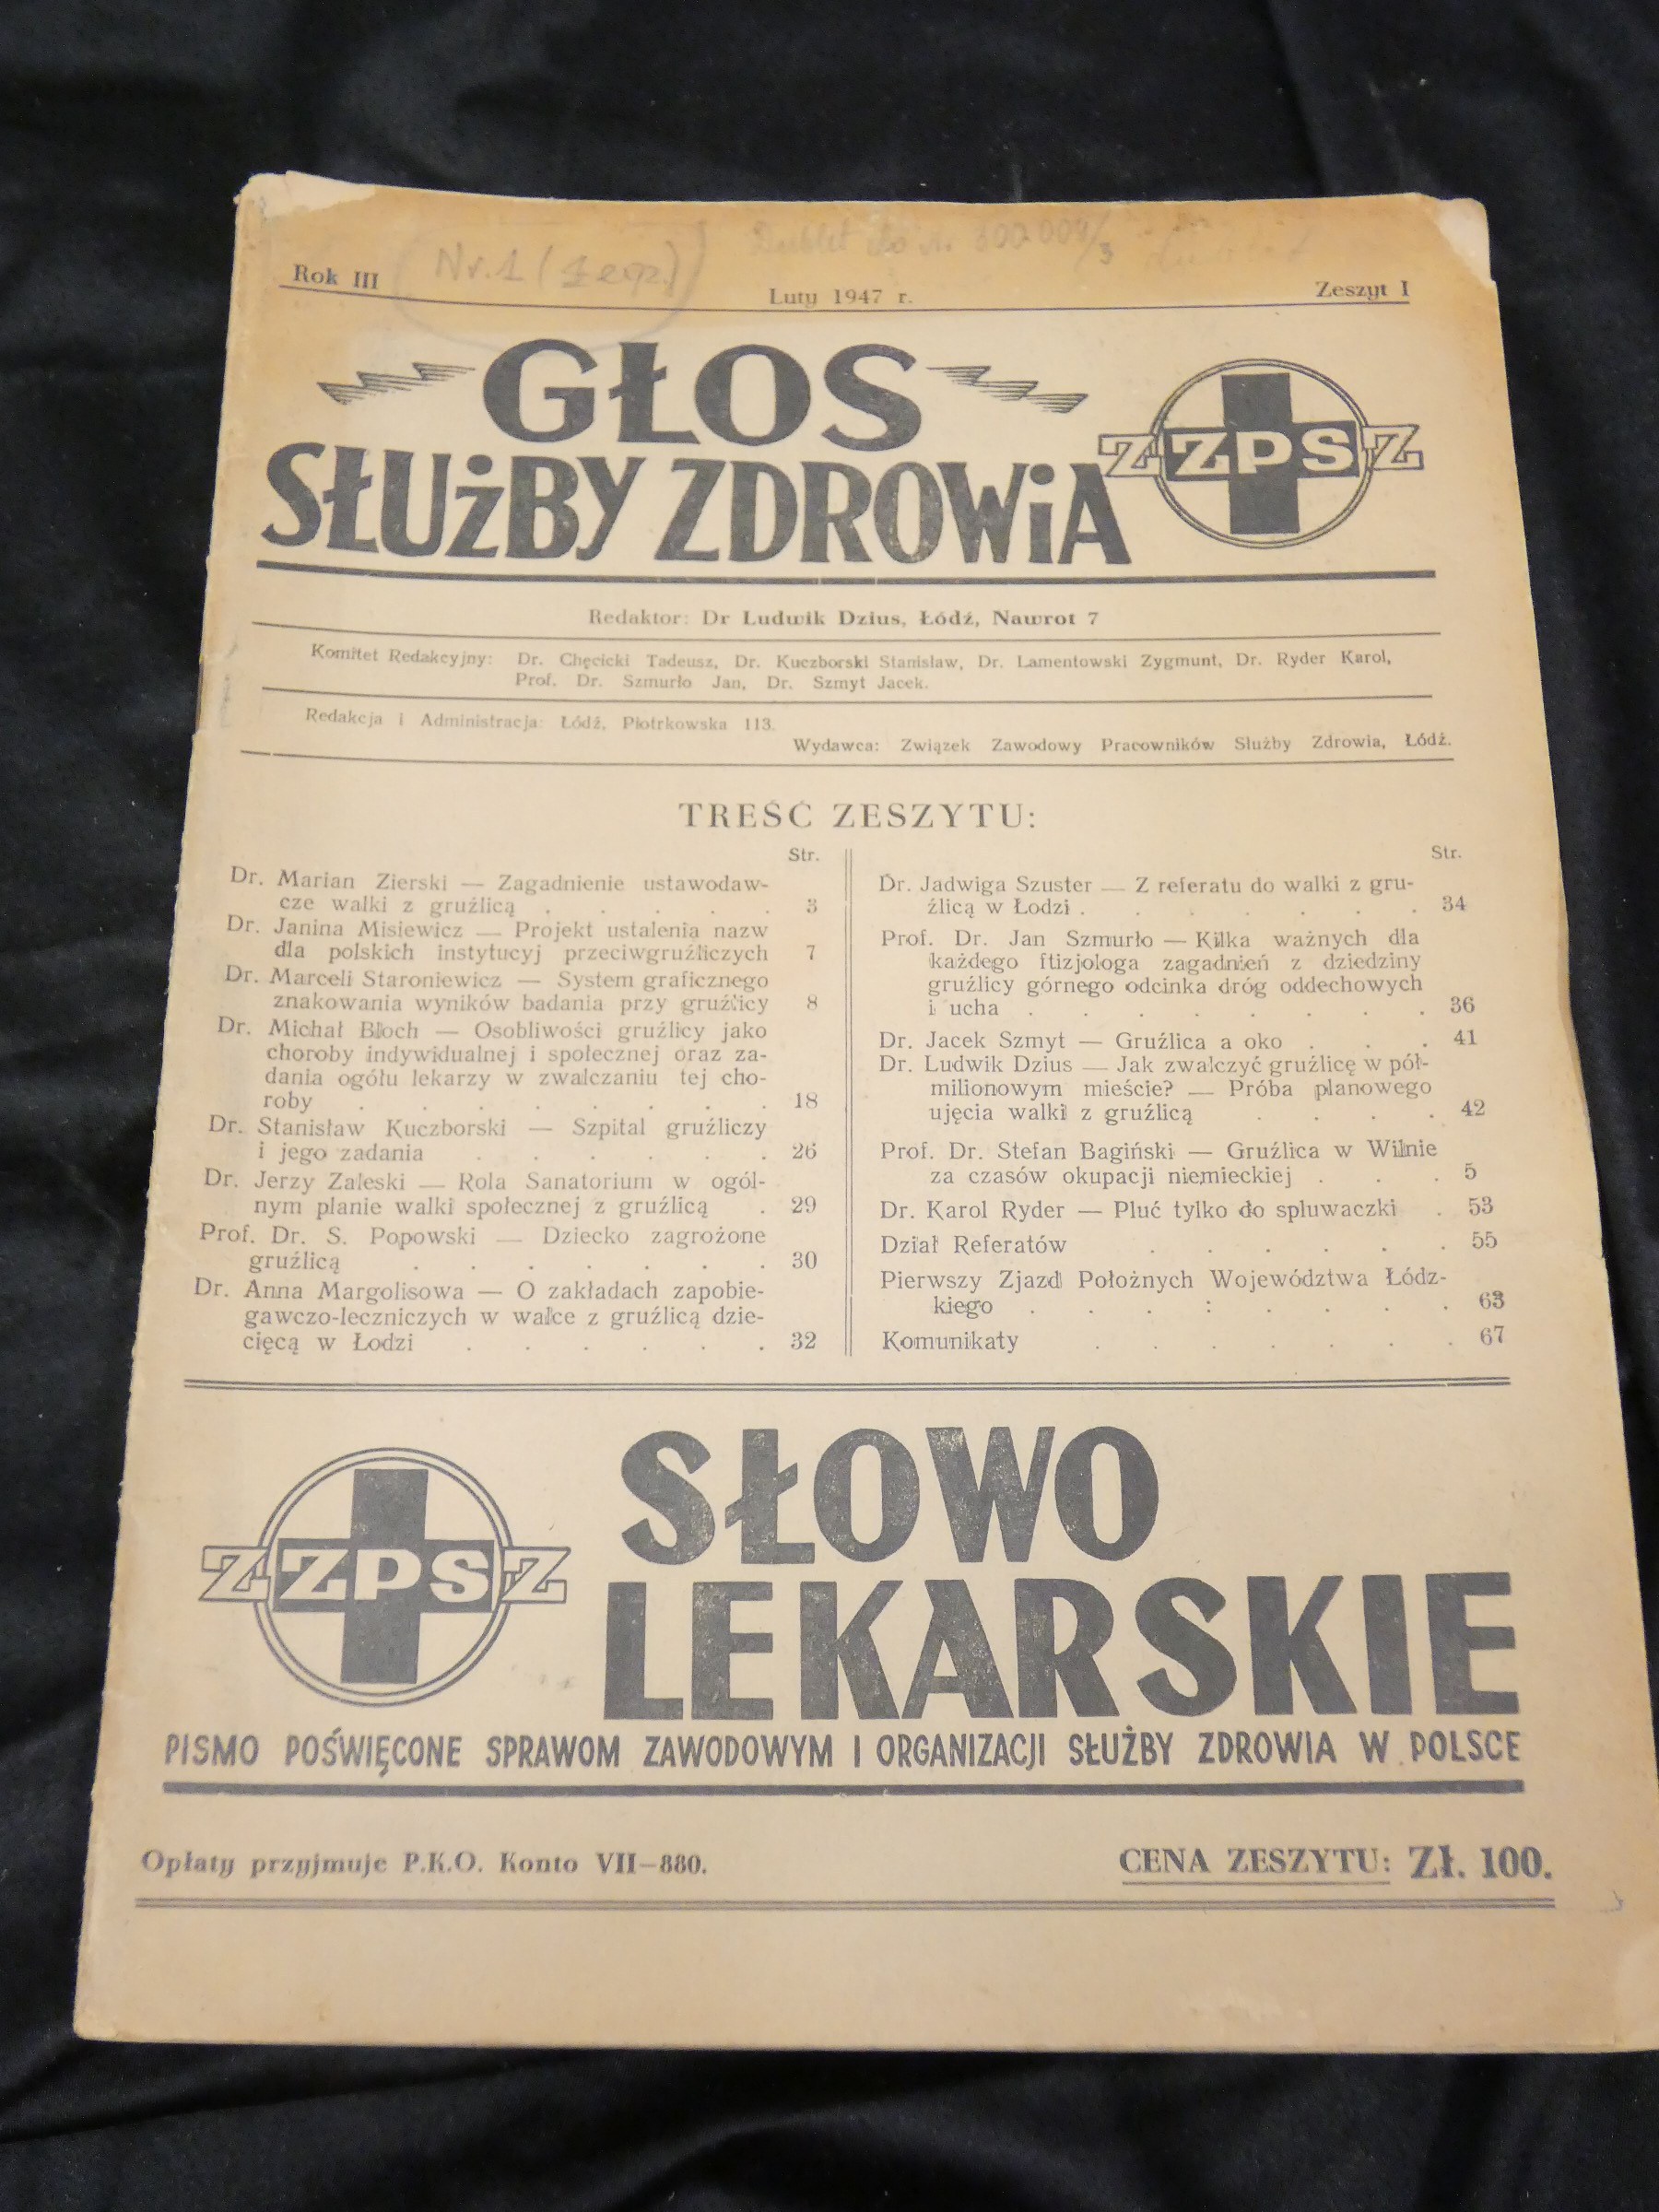 Nr. 1 (1 egz.)
Dublet do Nr. 300.004/3
Rok III
Luty 1947 r.
Zeszyt I
GŁOS
SŁUŻBY ZDROWiA
ZZPSZ
Redaktor: Dr Ludwik Dzius, Łódź, Nawrot 7
Komitet Redakcyjny: Dr. Chęcicki Tadeusz, Dr. Kuczborski Stanisław, Dr. Lamentowski Zygmunt, Dr. Ryder Karol,
Prof. Dr. Szmurło Jan, Dr. Szmyt Jacek.
Redakcja i Administracja: Łódź, Piotrkowska 113.
Wydawca: Związek Zawodowy Pracowników Służby Zdrowia, Łódź.
TREŚĆ ZESZYTU:
Str.
Dr. Marian Zierski — Zagadnienie ustawodaw-
cze walki z gruźlicą . . . . . 3
Dr. Janina Misiewicz — Projekt ustalenia nazw
dla polskich instytucyj przeciwgruźliczych 7
Dr. Marceli Staroniewicz — System graficznego
znakowania wyników badania przy gruźlicy 8
Dr. Michał Bloch — Osobliwości gruźlicy jako
choroby indywidualnej i społecznej oraz za-
dania ogółu lekarzy w zwalczaniu tej cho-
roby . . . . . . . . 18
Dr. Stanisław Kuczborski — Szpital gruźliczy
i jego zadania . . . . . . 26
Dr. Jerzy Zaleski — Rola Sanatorium w ogól-
nym planie walki społecznej z gruźlicą . 29
Prof. Dr. S. Popowski — Dziecko zagrożone
gruźlicą . . . . . . . 30
Dr. Anna Margolisowa — O zakładach zapobie-
gawczo-leczniczych w walce z gruźlicą dzie-
cięcą w Łodzi . . . . . . 32
Str.
Dr. Jadwiga Szuster — Z referatu do walki z gru-
źlicą w Łodzi . . . . . . 34
Prof. Dr. Jan Szmurło — Kilka ważnych dla
każdego ftizjologa zagadnień z dziedziny
gruźlicy górnego odcinka dróg oddechowych
i ucha . . . . . . . . 36
Dr. Jacek Szmyt — Gruźlica a oko . . . 41
Dr. Ludwik Dzius — Jak zwalczyć gruźlicę w pół-
milionowym mieście? — Próba planowego
ujęcia walki z gruźlicą . . . . 42
Prof. Dr. Stefan Bagiński — Gruźlica w Wilnie
za czasów okupacji niemieckiej . . . 5
Dr. Karol Ryder — Pluć tylko do spluwaczki . 53
Dział Referatów . . . . . . 55
Pierwszy Zjazd Położnych Województwa Łódz-
kiego . . . : . . . . 63
Komunikaty . . . . . . . 67
ZZPSZ
SŁOWO
LEKARSKIE
PISMO POŚWIĘCONE SPRAWOM ZAWODOWYM I ORGANIZACJI SŁUŻBY ZDROWIA W POLSCE
Opłaty przyjmuje P.K.O. Konto VII—880.
CENA ZESZYTU: Zł. 100.